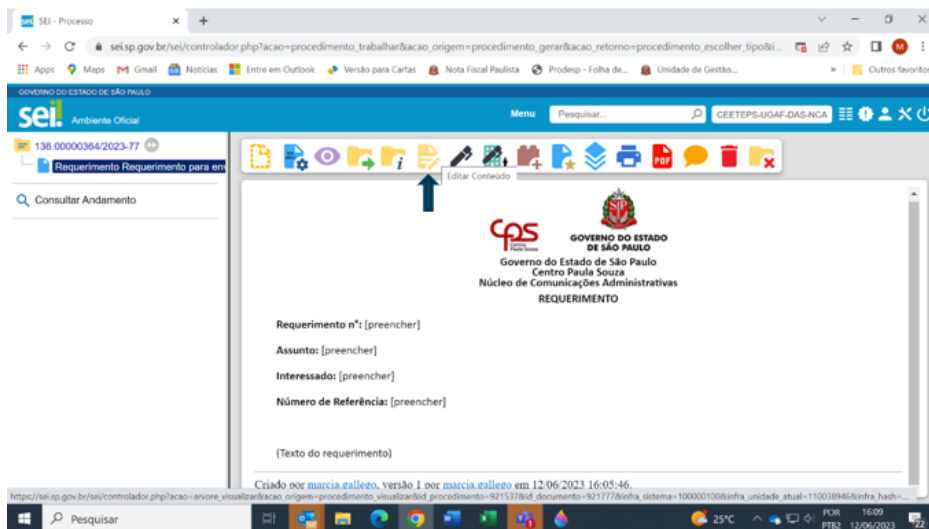 SEI - Processo
sei.sp.gov.br/sei/controlador.php?acao=procedimento_trabalhar&acao_origem=procedimento_gerar&acao_retorno=procedimento_escolher_tipo&i...
Apps Maps Gmail Notícias Entre em Outlook Versão para Cartas Nota Fiscal Paulista Prodesp - Folha de... Unidade de Gestão... » Outros favoritos
GOVERNO DO ESTADO DE SÃO PAULO
sei! Ambiente Oficial Menu Pesquisar... CEETEPS-UGAF-DAS-NCA
136.00000364/2023-77
Requerimento Requerimento para en
Consultar Andamento
Editar Conteúdo
cps
GOVERNO DO ESTADO
DE SÃO PAULO
Governo do Estado de São Paulo
Centro Paula Souza
Núcleo de Comunicações Administrativas
REQUERIMENTO
Requerimento nº: [preencher]
Assunto: [preencher]
Interessado: [preencher]
Número de Referência: [preencher]
(Texto do requerimento)
Criado por marcia.gallego, versão 1 por marcia.gallego em 12/06/2023 16:05:46.
https://sei.sp.gov.br/sei/controlador.php?acao=arvore_visualizar&acao_origem=procedimento_visualizar&id_procedimento=921537&id_documento=921777&infra_sistema=100000100&infra_unidade_atual=110038946&infra_hash=...
Pesquisar 25°C POR 16:09
PTB2 12/06/2023 22